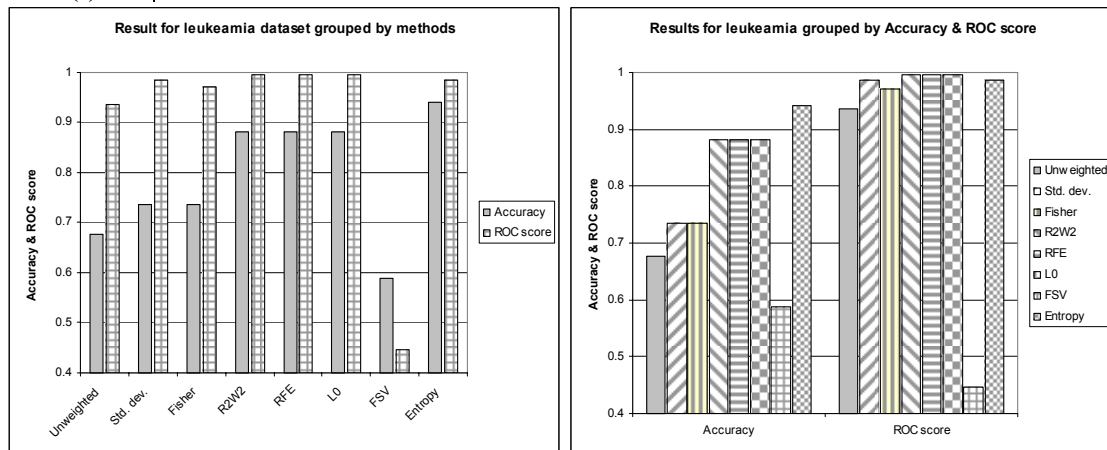 Result for leukeamia dataset grouped by methods
Accuracy & ROC score
1
0.9
0.8
0.7
0.6
0.5
0.4
Unweighted
Std. dev.
Fisher
R2W2
RFE
L0
FSV
Entropy
Accuracy
ROC score
Results for leukeamia grouped by Accuracy & ROC score
Accuracy & ROC score
1
0.9
0.8
0.7
0.6
0.5
0.4
Accuracy
ROC score
Unweighted
Std. dev.
Fisher
R2W2
RFE
L0
FSV
Entropy